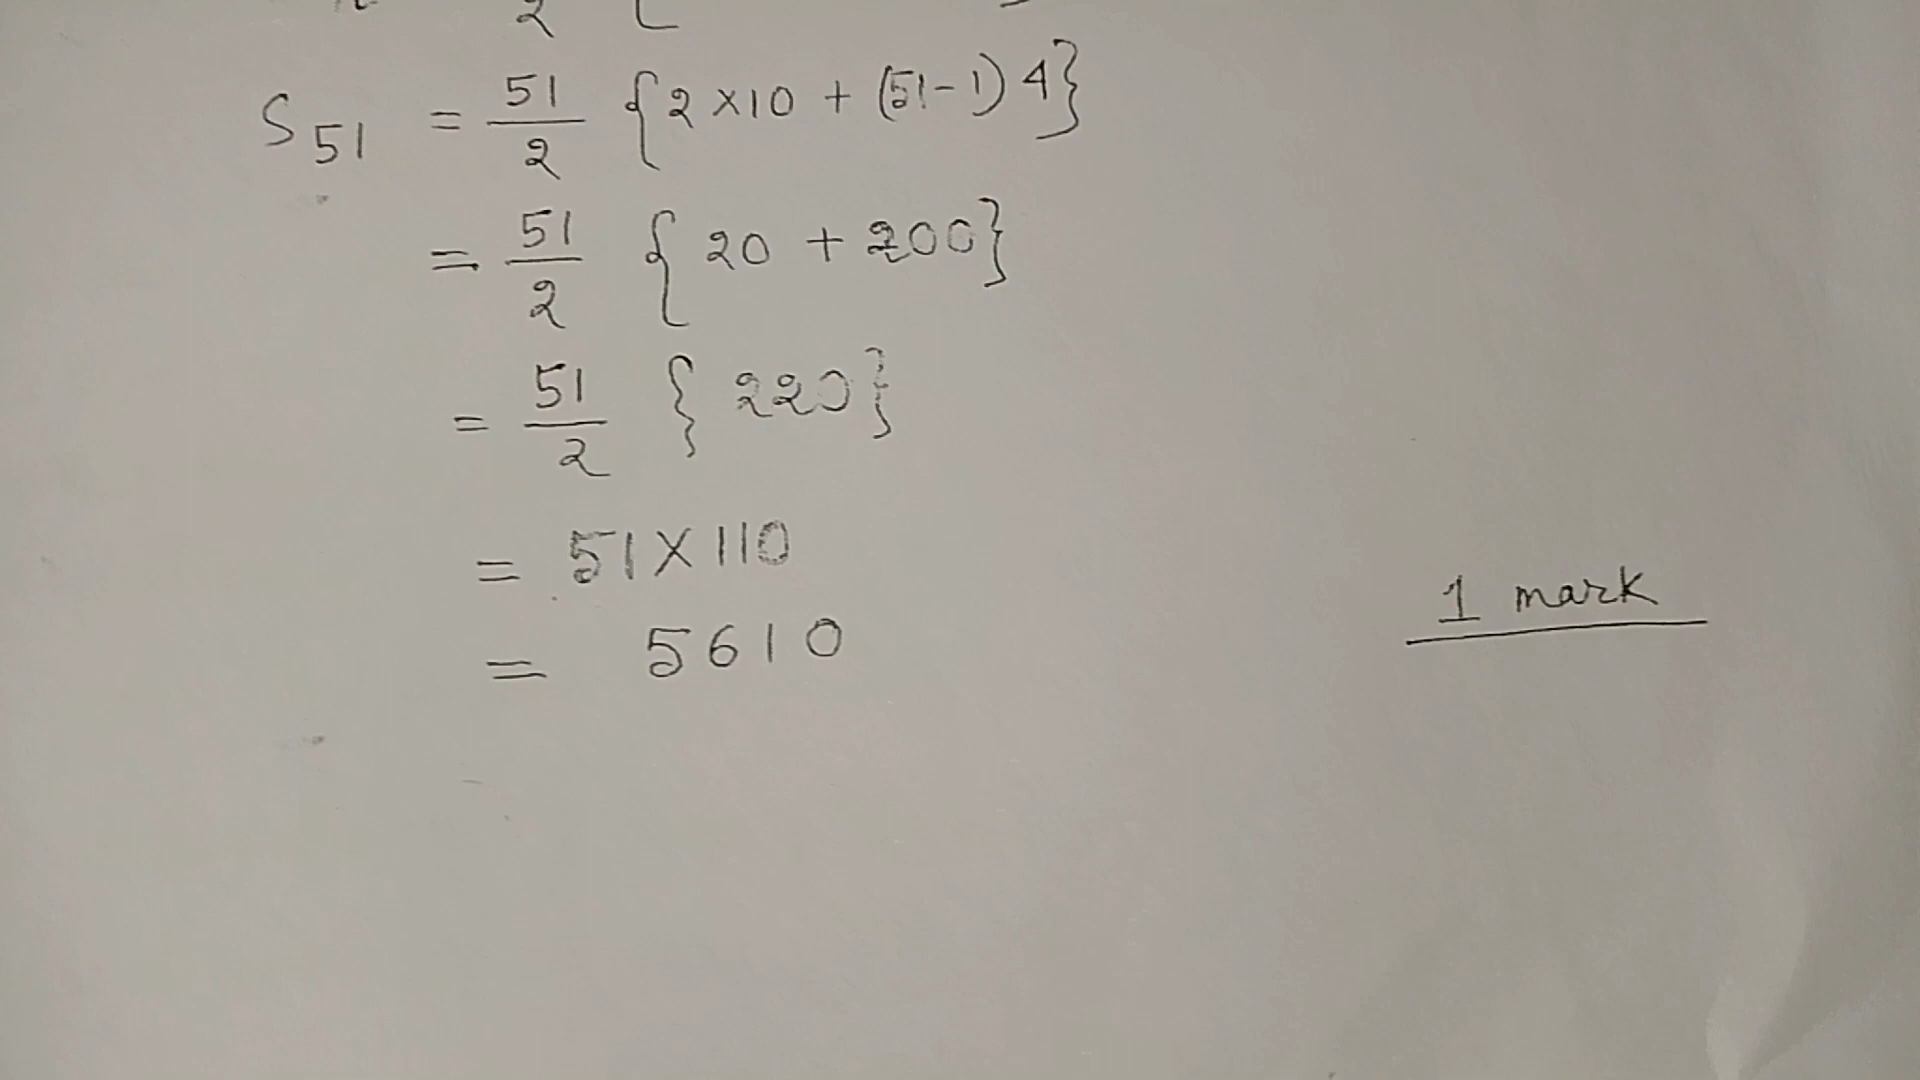 S51 = 51/2 {2 × 10 + (51-1) 4}
= 51/2 {20 + 200}
= 51/2 {220}
= 51 × 110
= 5610
1 mark